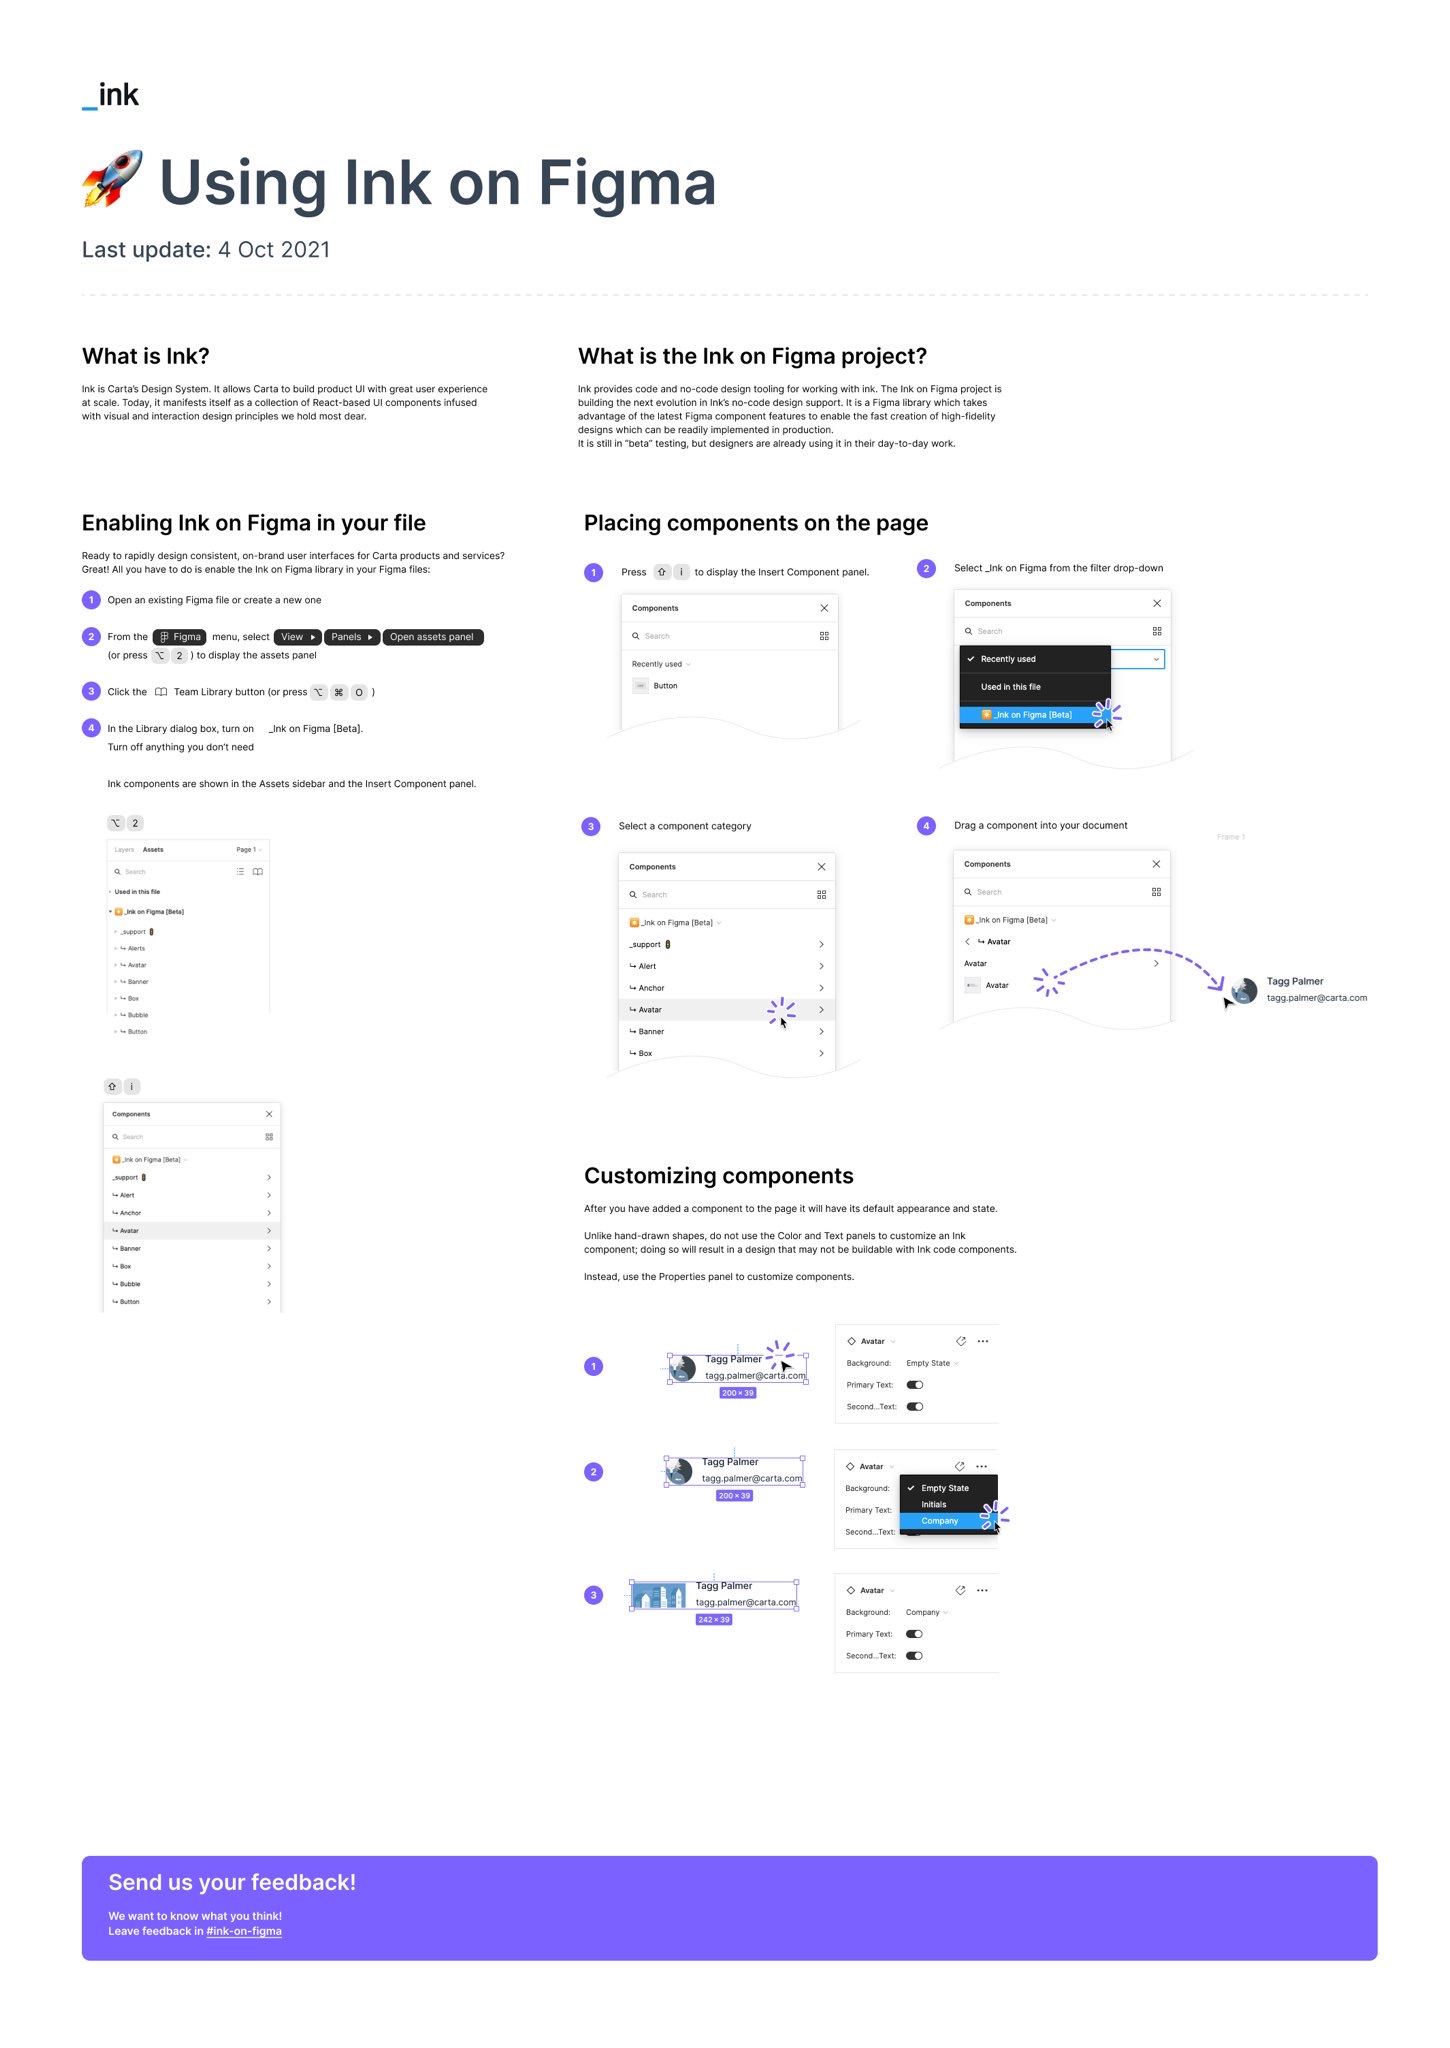 _ink
Using Ink on Figma
Last update: 4 Oct 2021
What is Ink?
Ink is Carta's Design System. It allows Carta to build product UI with great user experience
at scale. Today, it manifests itself as a collection of React-based UI components infused
with visual and interaction design principles we hold most dear.
What is the Ink on Figma project?
Ink provides code and no-code design tooling for working with ink. The Ink on Figma project is
building the next evolution in Ink's no-code design support. It is a Figma library which takes
advantage of the latest Figma component features to enable the fast creation of high-fidelity
designs which can be readily implemented in production.
It is still in "beta" testing, but designers are already using it in their day-to-day work.
Enabling Ink on Figma in your file
Ready to rapidly design consistent, on-brand user interfaces for Carta products and services?
Great! All you have to do is enable the Ink on Figma library in your Figma files:
1 Open an existing Figma file or create a new one
2 From the Figma menu, select View ▸ Panels ▸ Open assets panel
(or press ⌥ 2 ) to display the assets panel
3 Click the Team Library button (or press ⌥ ⌘ O )
4 In the Library dialog box, turn on _Ink on Figma [Beta].
Turn off anything you don't need
Ink components are shown in the Assets sidebar and the Insert Component panel.
⌥ 2
Layers Assets Page 1
Search
Used in this file
_Ink on Figma [Beta]
_support
↳ Alerts
↳ Avatar
↳ Banner
↳ Box
↳ Bubble
↳ Button
⇧ i
Components
Search
_Ink on Figma [Beta]
_support
↳ Alert
↳ Anchor
↳ Avatar
↳ Banner
↳ Box
↳ Bubble
↳ Button
Placing components on the page
1 Press ⇧ i to display the Insert Component panel.
Components
Search
Recently used
Button
2 Select _Ink on Figma from the filter drop-down
Components
Search
✓ Recently used
Used in this file
_Ink on Figma [Beta]
3 Select a component category
Components
Search
_Ink on Figma [Beta]
_support
↳ Alert
↳ Anchor
↳ Avatar
↳ Banner
↳ Box
4 Drag a component into your document
Frame 1
Components
Search
_Ink on Figma [Beta]
↳ Avatar
Avatar
Avatar
Tagg Palmer
tagg.palmer@carta.com
Customizing components
After you have added a component to the page it will have its default appearance and state.
Unlike hand-drawn shapes, do not use the Color and Text panels to customize an Ink
component; doing so will result in a design that may not be buildable with Ink code components.
Instead, use the Properties panel to customize components.
1
Tagg Palmer
tagg.palmer@carta.com
200 × 39
Avatar
Background: Empty State
Primary Text:
Second...Text:
2
Tagg Palmer
tagg.palmer@carta.com
200 × 39
Avatar
Background: ✓ Empty State
Initials
Primary Text:
Company
Second...Text:
3
Tagg Palmer
tagg.palmer@carta.com
242 × 39
Avatar
Background: Company
Primary Text:
Second...Text:
Send us your feedback!
We want to know what you think!
Leave feedback in #ink-on-figma